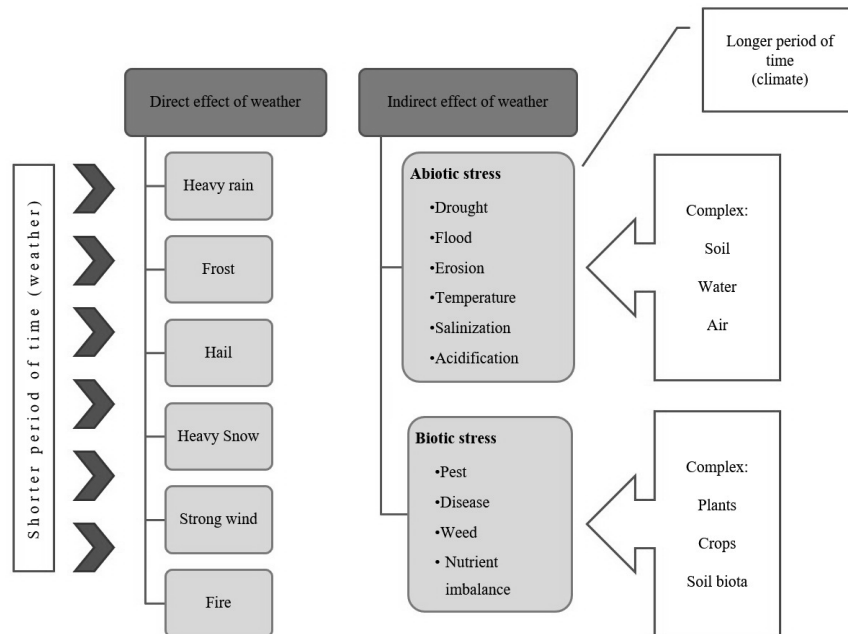 Shorter period of time (weather)
Direct effect of weather
Heavy rain
Frost
Hail
Heavy Snow
Strong wind
Fire
Indirect effect of weather
Abiotic stress
•Drought
•Flood
•Erosion
•Temperature
•Salinization
•Acidification
Biotic stress
•Pest
•Disease
•Weed
• Nutrient
imbalance
Longer period of
time
(climate)
Complex:
Soil
Water
Air
Complex:
Plants
Crops
Soil biota